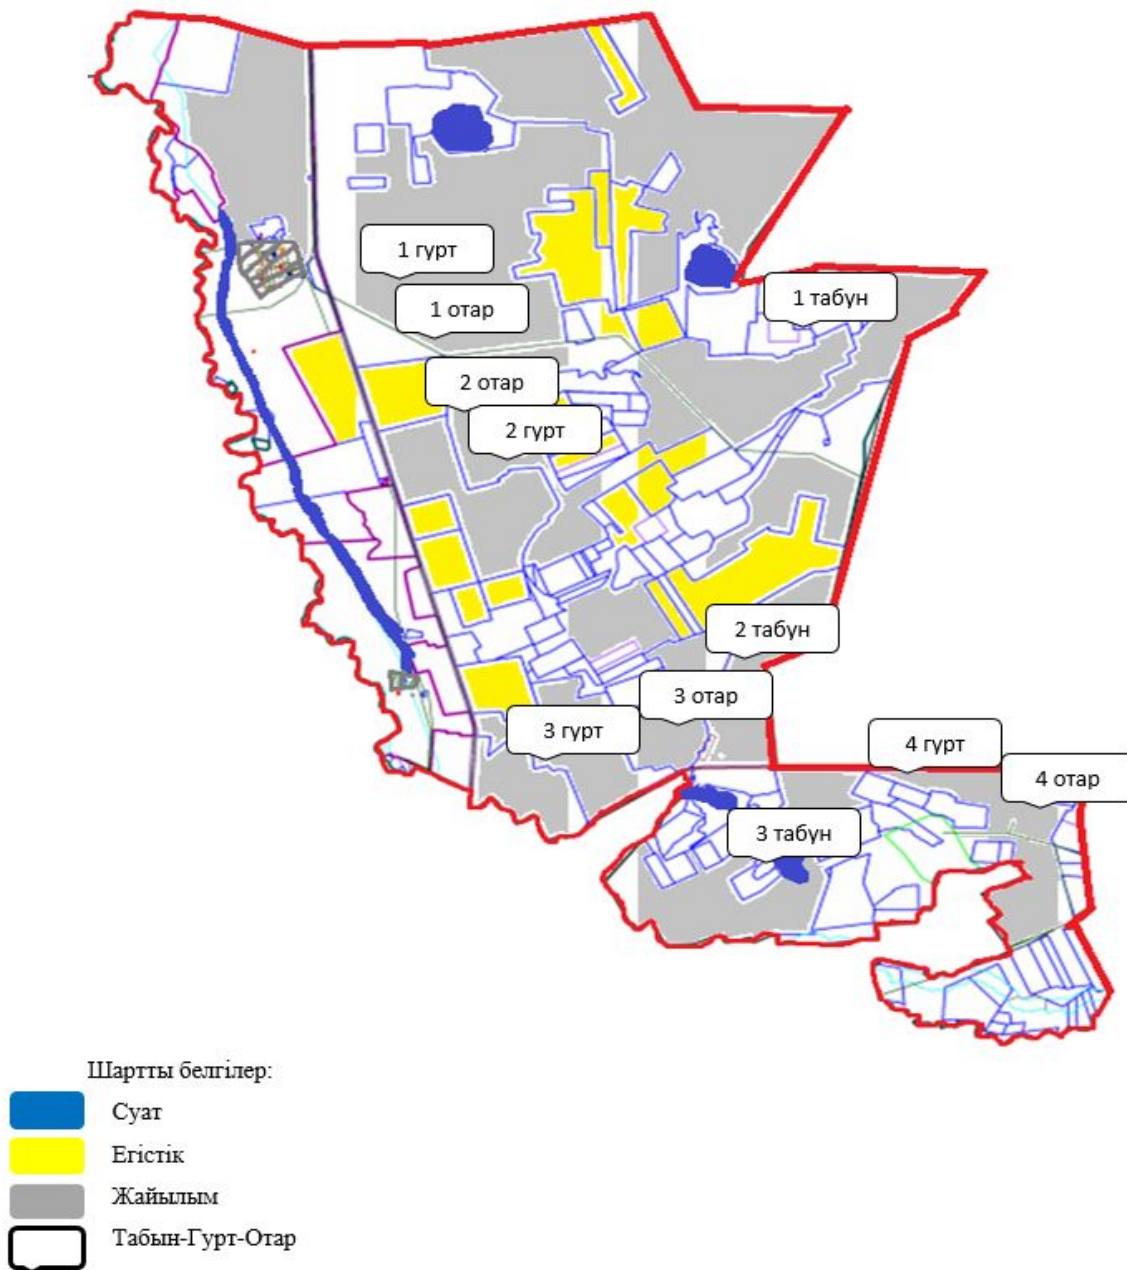 1 гурт
1 отар
1 табун
2 отар
2 гурт
2 табун
3 отар
3 гурт
4 гурт
4 отар
3 табун
Шартты белгілер:
Суат
Егістік
Жайылым
Табын-Гурт-Отар